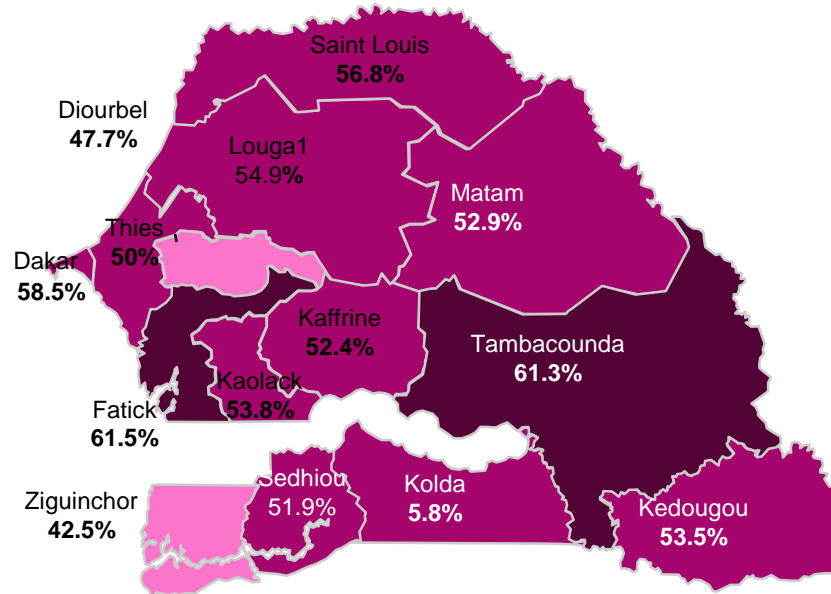 Saint Louis
56.8%
Diourbel
47.7%
Louga1
54.9%
Matam
52.9%
Thies
50%
Dakar
58.5%
Kaffrine
52.4%
Tambacounda
61.3%
Kaolack
53.8%
Fatick
61.5%
Sedhiou
51.9%
Kolda
5.8%
Ziguinchor
42.5%
Kedougou
53.5%